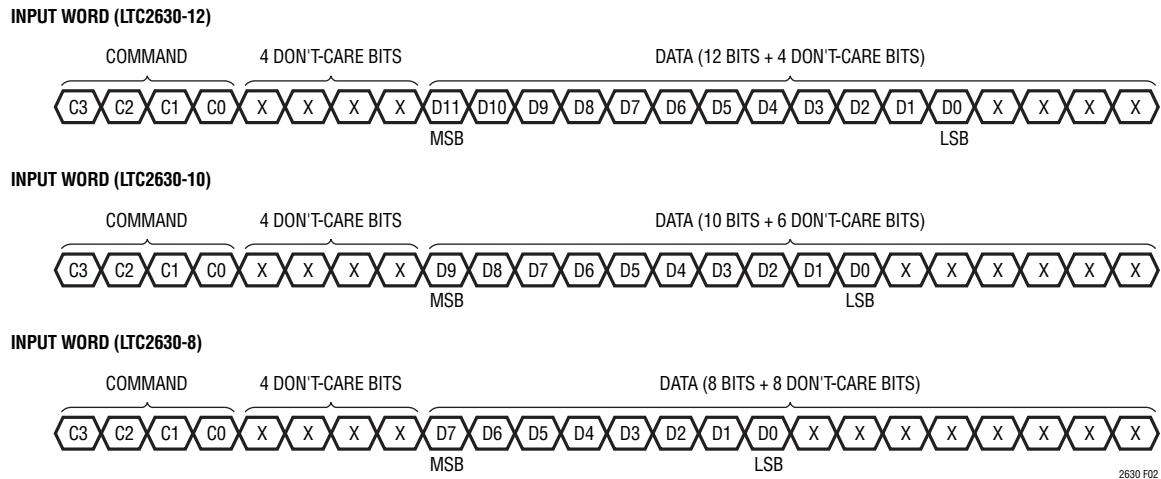 INPUT WORD (LTC2630-12)
COMMAND 4 DON'T-CARE BITS DATA (12 BITS + 4 DON'T-CARE BITS)
C3 C2 C1 C0 X X X X D11 D10 D9 D8 D7 D6 D5 D4 D3 D2 D1 D0 X X X X
MSB LSB
INPUT WORD (LTC2630-10)
COMMAND 4 DON'T-CARE BITS DATA (10 BITS + 6 DON'T-CARE BITS)
C3 C2 C1 C0 X X X X D9 D8 D7 D6 D5 D4 D3 D2 D1 D0 X X X X X X
MSB LSB
INPUT WORD (LTC2630-8)
COMMAND 4 DON'T-CARE BITS DATA (8 BITS + 8 DON'T-CARE BITS)
C3 C2 C1 C0 X X X X D7 D6 D5 D4 D3 D2 D1 D0 X X X X X X X X
MSB LSB
2630 F02